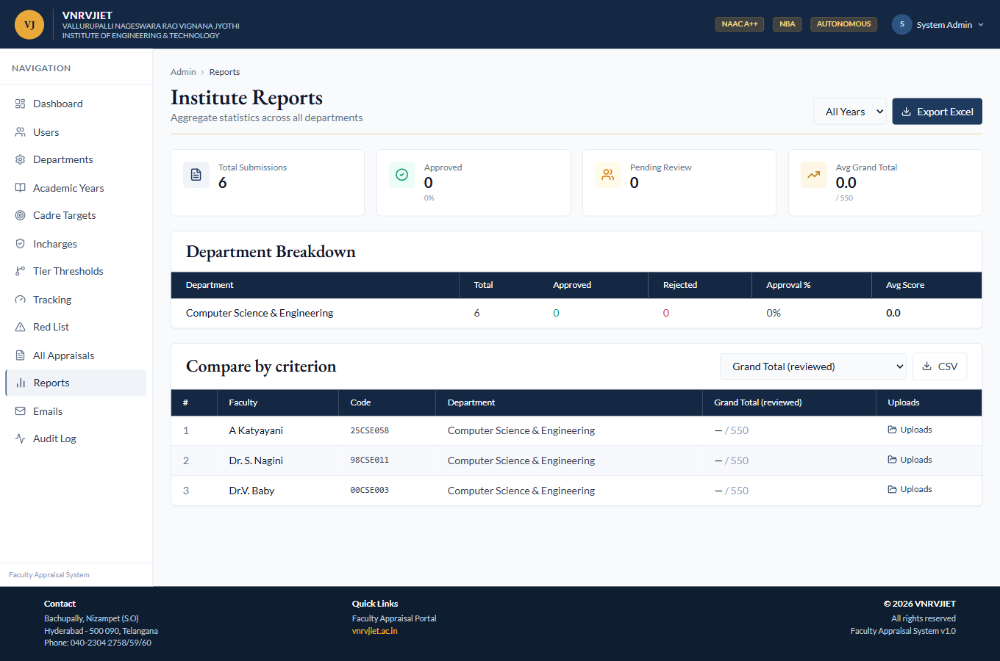 VJ
VNRVJIET
VALLURUPALLI NAGESWARA RAO VIGNANA JYOTHI
INSTITUTE OF ENGINEERING & TECHNOLOGY
NAAC A++ NBA AUTONOMOUS S System Admin
NAVIGATION
Dashboard
Users
Departments
Academic Years
Cadre Targets
Incharges
Tier Thresholds
Tracking
Red List
All Appraisals
Reports
Emails
Audit Log
Faculty Appraisal System
Admin › Reports
Institute Reports
Aggregate statistics across all departments
All Years Export Excel
Total Submissions
6
Approved
0
0%
Pending Review
0
Avg Grand Total
0.0
/ 550
Department Breakdown
Department Total Approved Rejected Approval % Avg Score
Computer Science & Engineering 6 0 0 0% 0.0
Compare by criterion
Grand Total (reviewed) CSV
# Faculty Code Department Grand Total (reviewed) Uploads
1 A Katyayani 25CSE058 Computer Science & Engineering — / 550 Uploads
2 Dr. S. Nagini 98CSE011 Computer Science & Engineering — / 550 Uploads
3 Dr.V. Baby 00CSE003 Computer Science & Engineering — / 550 Uploads
Contact
Bachupally, Nizampet (S.O)
Hyderabad - 500 090, Telangana
Phone: 040-2304 2758/59/60
Quick Links
Faculty Appraisal Portal
vnrvjiet.ac.in
© 2026 VNRVJIET
All rights reserved
Faculty Appraisal System v1.0